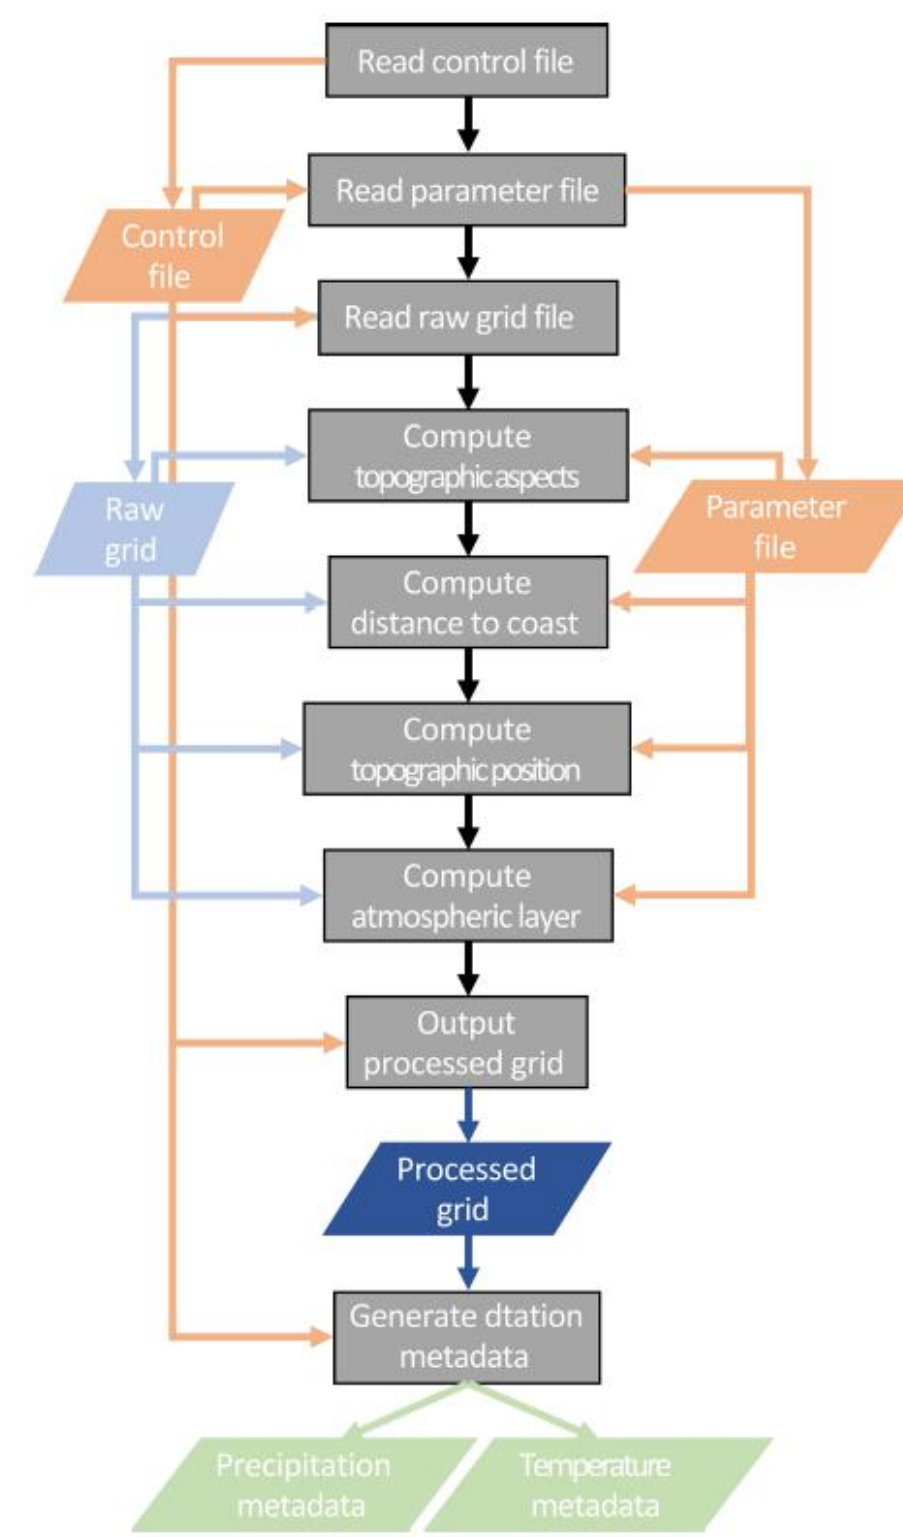 Read control file
Read parameter file
Control
file
Read raw grid file
Compute
topographic aspects
Raw
grid
Parameter
file
Compute
distance to coast
Compute
topographic position
Compute
atmospheric layer
Output
processed grid
Processed
grid
Generate dtation
metadata
Precipitation
metadata
Temperature
metadata